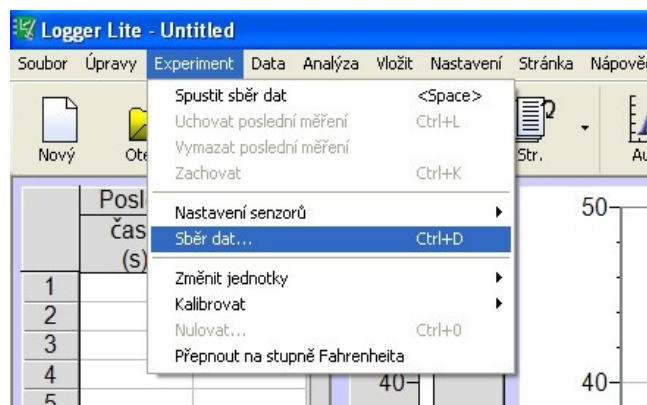 Logger Lite - Untitled
Soubor Úpravy Experiment Data Analýza Vložit Nastavení Stránka
Spustit sběr dat <Space>
Uchovat poslední měření Ctrl+L
Vymazat poslední měření
Zachovat Ctrl+K
Nastavení senzorů
Sběr dat... Ctrl+D
Změnit jednotky
Kalibrovat
Nulovat... Ctrl+0
Přepnout na stupně Fahrenheita
Nový
Str.
čas
(s)
1
2
3
4
5
50
40
40